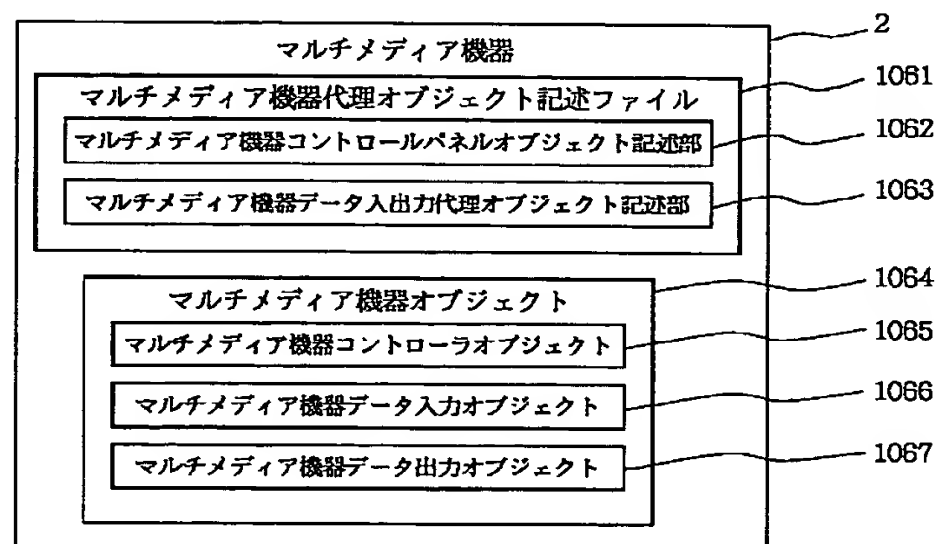 マルチメディア機器
2
マルチメディア機器代理オブジェクト記述ファイル
1061
マルチメディア機器コントロールパネルオブジェクト記述部
1062
マルチメディア機器データ入出力代理オブジェクト記述部
1063
マルチメディア機器オブジェクト
1064
マルチメディア機器コントローラオブジェクト
1065
マルチメディア機器データ入力オブジェクト
1066
マルチメディア機器データ出力オブジェクト
1067